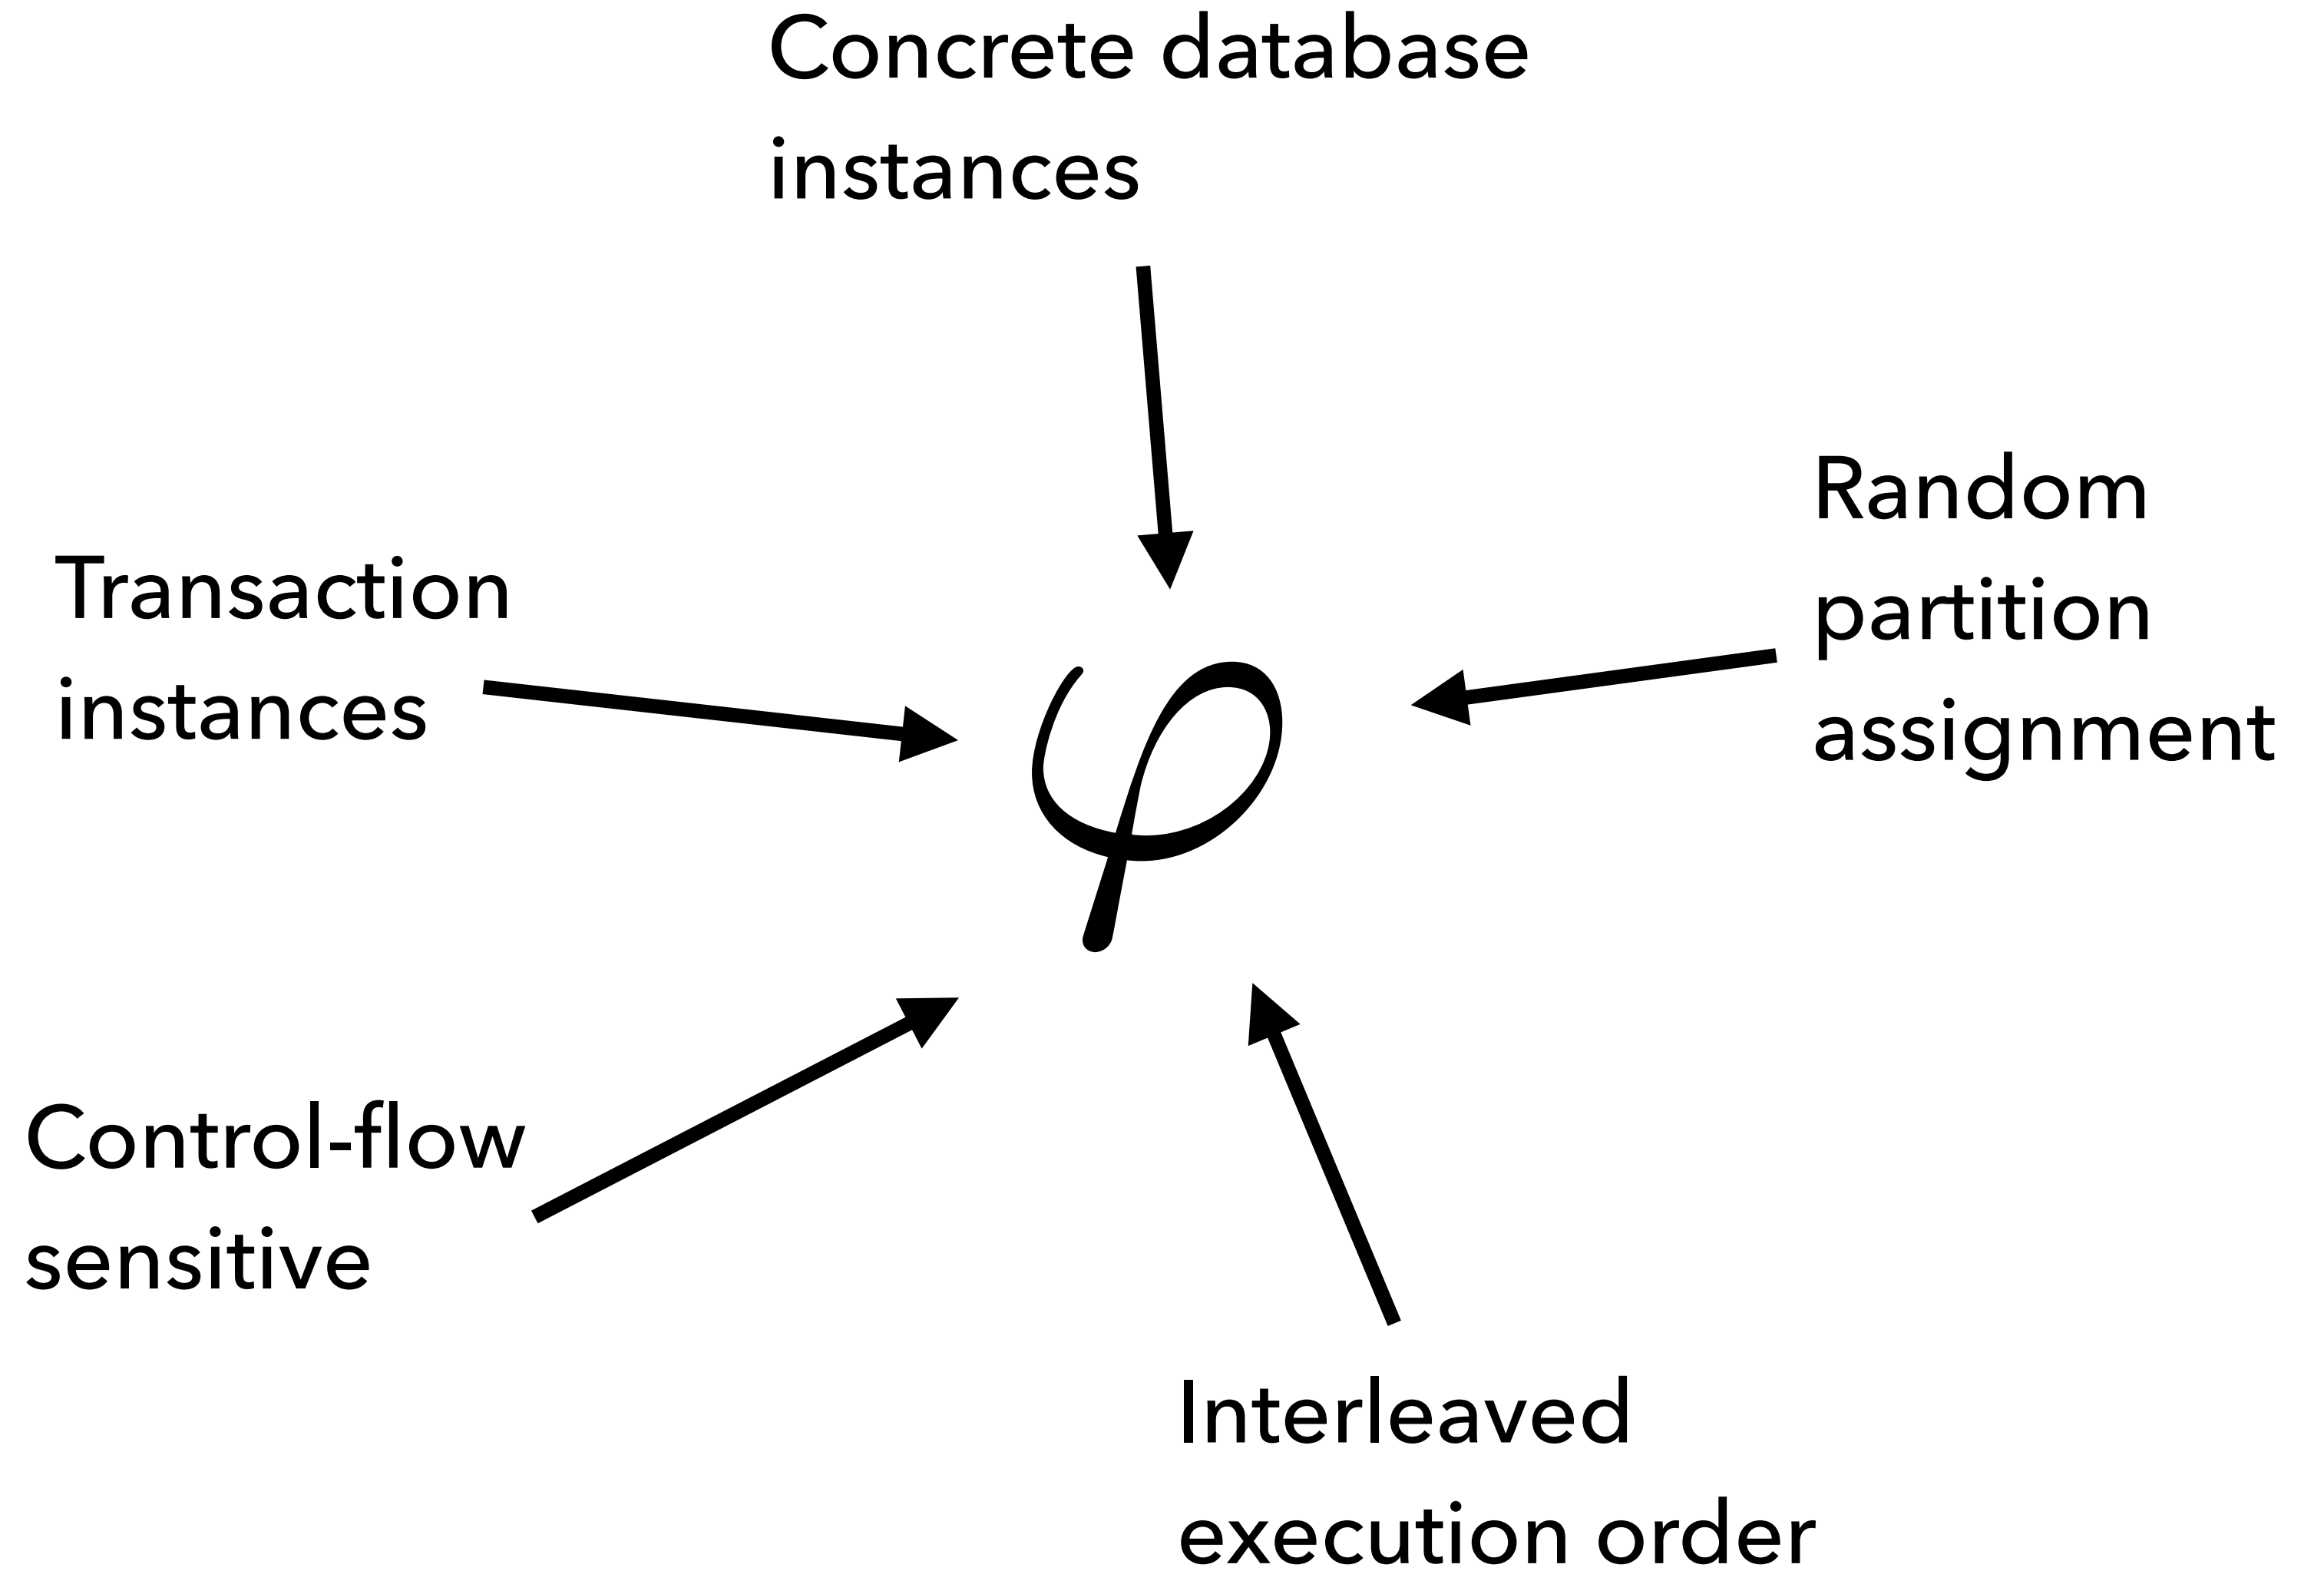 Concrete database
instances
Random
partition
assignment
Transaction
instances
φ
Control-flow
sensitive
Interleaved
execution order